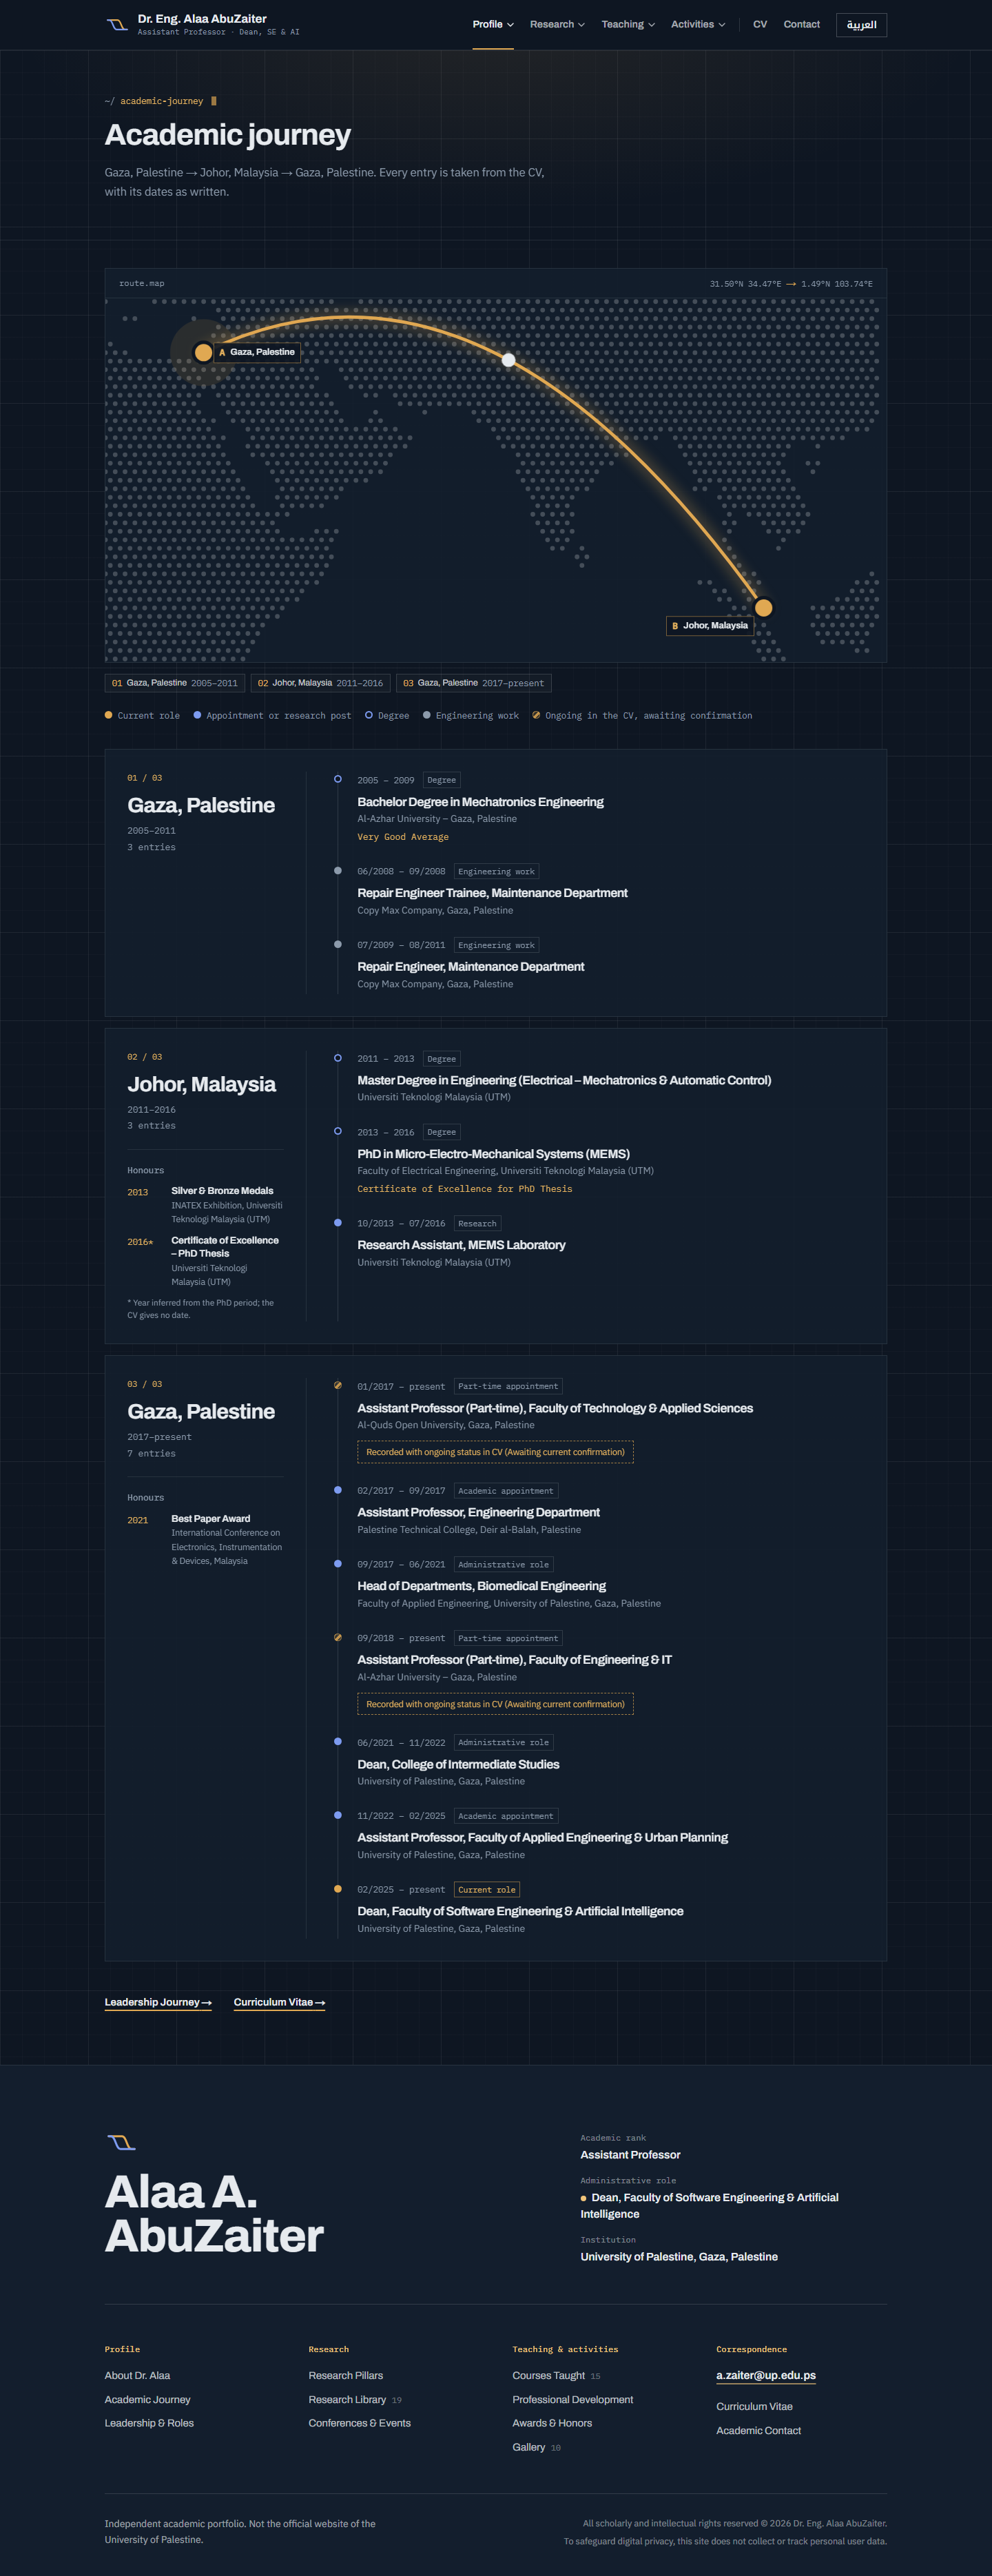 Dr. Eng. Alaa AbuZaiter
Assistant Professor · Dean, SE & AI
Profile
Research
Teaching
Activities
CV
Contact
العربية
~/ academic-journey
Academic journey
Gaza, Palestine → Johor, Malaysia → Gaza, Palestine. Every entry is taken from the CV,
with its dates as written.
route.map
31.50°N 34.47°E → 1.49°N 103.74°E
A Gaza, Palestine
B Johor, Malaysia
01 Gaza, Palestine 2005–2011
02 Johor, Malaysia 2011–2016
03 Gaza, Palestine 2017–present
Current role
Appointment or research post
Degree
Engineering work
Ongoing in the CV, awaiting confirmation
01 / 03
Gaza, Palestine
2005–2011
3 entries
2005 – 2009 Degree
Bachelor Degree in Mechatronics Engineering
Al-Azhar University – Gaza, Palestine
Very Good Average
06/2008 – 09/2008 Engineering work
Repair Engineer Trainee, Maintenance Department
Copy Max Company, Gaza, Palestine
07/2009 – 08/2011 Engineering work
Repair Engineer, Maintenance Department
Copy Max Company, Gaza, Palestine
02 / 03
Johor, Malaysia
2011–2016
3 entries
Honours
2013 Silver & Bronze Medals
INATEX Exhibition, Universiti
Teknologi Malaysia (UTM)
2016* Certificate of Excellence
– PhD Thesis
Universiti Teknologi
Malaysia (UTM)
* Year inferred from the PhD period; the
CV gives no date.
2011 – 2013 Degree
Master Degree in Engineering (Electrical – Mechatronics & Automatic Control)
Universiti Teknologi Malaysia (UTM)
2013 – 2016 Degree
PhD in Micro-Electro-Mechanical Systems (MEMS)
Faculty of Electrical Engineering, Universiti Teknologi Malaysia (UTM)
Certificate of Excellence for PhD Thesis
10/2013 – 07/2016 Research
Research Assistant, MEMS Laboratory
Universiti Teknologi Malaysia (UTM)
03 / 03
Gaza, Palestine
2017–present
7 entries
Honours
2021 Best Paper Award
International Conference on
Electronics, Instrumentation
& Devices, Malaysia
01/2017 – present Part-time appointment
Assistant Professor (Part-time), Faculty of Technology & Applied Sciences
Al-Quds Open University, Gaza, Palestine
Recorded with ongoing status in CV (Awaiting current confirmation)
02/2017 – 09/2017 Academic appointment
Assistant Professor, Engineering Department
Palestine Technical College, Deir al-Balah, Palestine
09/2017 – 06/2021 Administrative role
Head of Departments, Biomedical Engineering
Faculty of Applied Engineering, University of Palestine, Gaza, Palestine
09/2018 – present Part-time appointment
Assistant Professor (Part-time), Faculty of Engineering & IT
Al-Azhar University – Gaza, Palestine
Recorded with ongoing status in CV (Awaiting current confirmation)
06/2021 – 11/2022 Administrative role
Dean, College of Intermediate Studies
University of Palestine, Gaza, Palestine
11/2022 – 02/2025 Academic appointment
Assistant Professor, Faculty of Applied Engineering & Urban Planning
University of Palestine, Gaza, Palestine
02/2025 – present Current role
Dean, Faculty of Software Engineering & Artificial Intelligence
University of Palestine, Gaza, Palestine
Leadership Journey →
Curriculum Vitae →
Alaa A.
AbuZaiter
Academic rank
Assistant Professor
Administrative role
Dean, Faculty of Software Engineering & Artificial
Intelligence
Institution
University of Palestine, Gaza, Palestine
Profile
About Dr. Alaa
Academic Journey
Leadership & Roles
Research
Research Pillars
Research Library 19
Conferences & Events
Teaching & activities
Courses Taught 15
Professional Development
Awards & Honors
Gallery 10
Correspondence
a.zaiter@up.edu.ps
Curriculum Vitae
Academic Contact
Independent academic portfolio. Not the official website of the
University of Palestine.
All scholarly and intellectual rights reserved © 2026 Dr. Eng. Alaa AbuZaiter.
To safeguard digital privacy, this site does not collect or track personal user data.